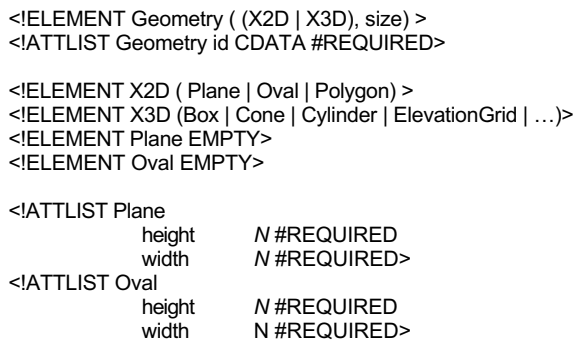 <!ELEMENT Geometry ( (X2D | X3D), size) >
<!ATTLIST Geometry id CDATA #REQUIRED>
<!ELEMENT X2D ( Plane | Oval | Polygon) >
<!ELEMENT X3D (Box | Cone | Cylinder | ElevationGrid | …)>
<!ELEMENT Plane EMPTY>
<!ELEMENT Oval EMPTY>
<!ATTLIST Plane
height N #REQUIRED
width N #REQUIRED>
<!ATTLIST Oval
height N #REQUIRED
width N #REQUIRED>